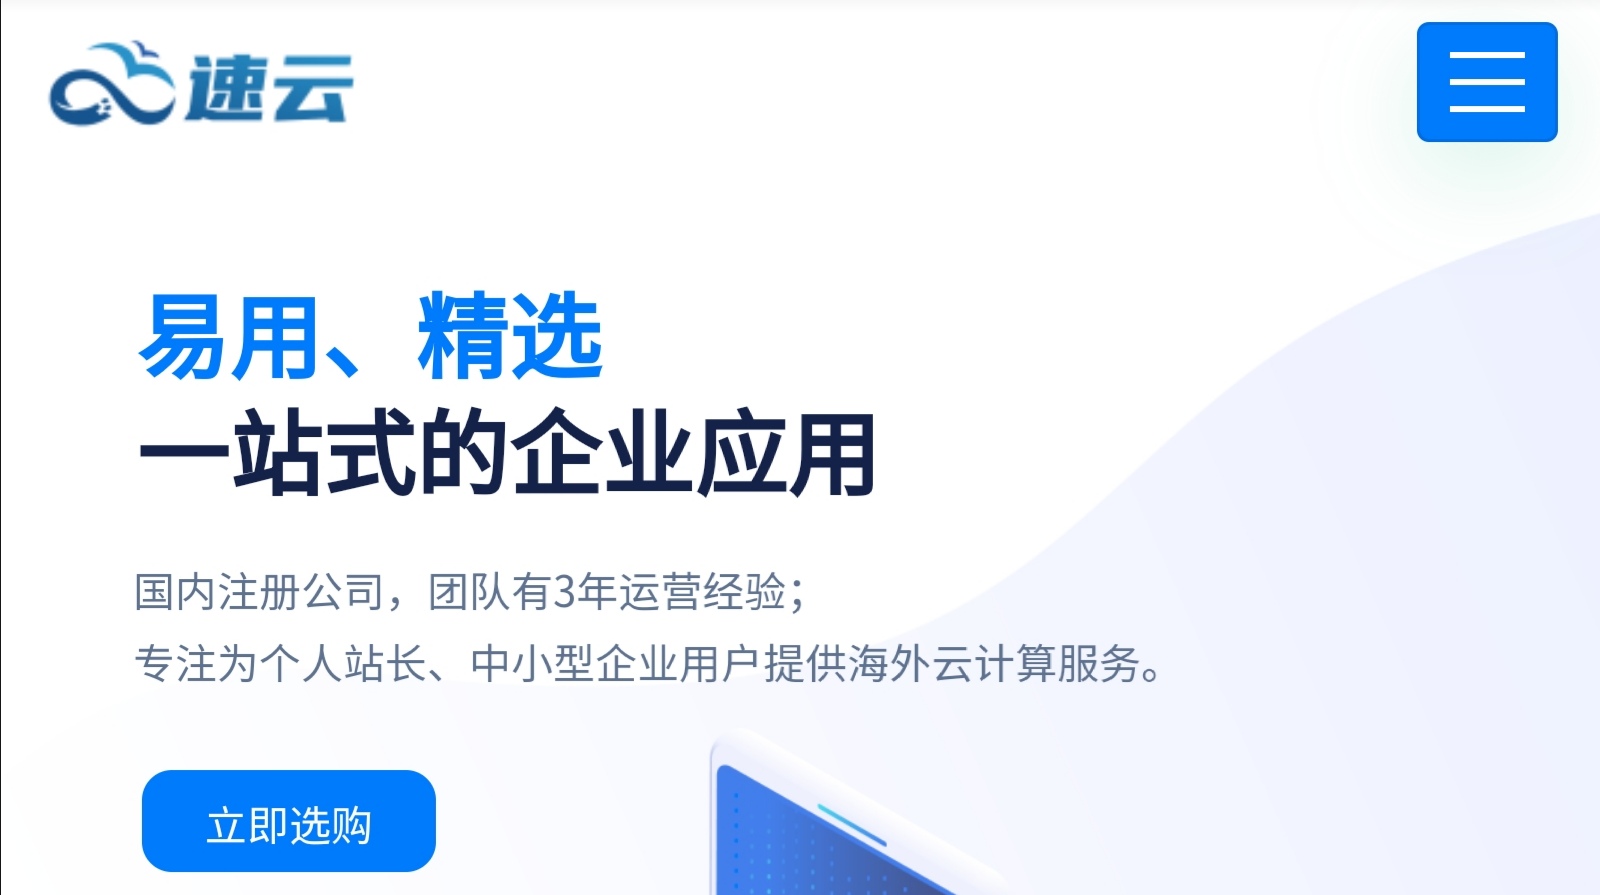 速云
易用、精选
一站式的企业应用
国内注册公司，团队有3年运营经验；
专注为个人站长、中小型企业用户提供海外云计算服务。
立即选购